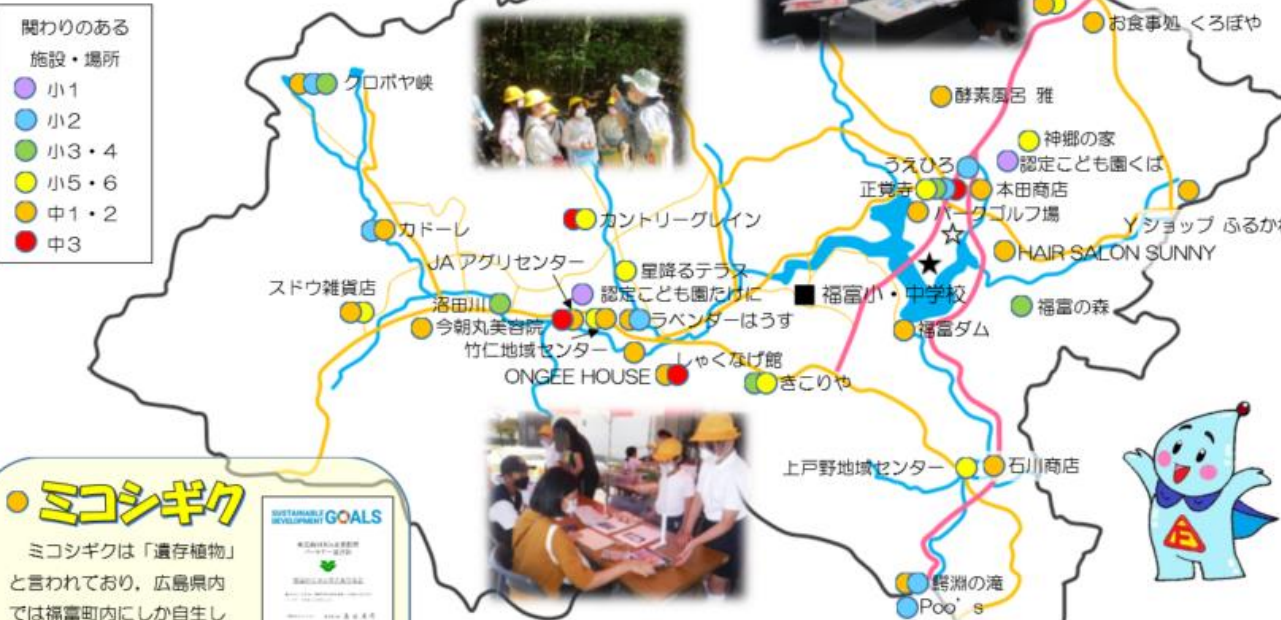 関わりのある
施設・場所
小1
小2
小3・4
小5・6
中1・2
中3
クロボヤ峡
お食事処 くろぼや
酵素風呂 雅
神郷の家
うえひろ
認定こども園くば
正覚寺
本田商店
パークゴルフ場
カドーレ
カントリーグレイン
Yショップ ふるかわ
HAIR SALON SUNNY
JA アグリセンター
星降るテラス
スドウ雑貨店
認定こども園たけに
福富小・中学校
沼田川
福富の森
今朝丸美容院
ラベンダーはうす
福富ダム
竹仁地域センター
しゃくなげ館
ONGEE HOUSE
きこりや
上戸野地域センター
石川商店
ミコシギク
SUSTAINABLE
DEVELOPMENT GOALS
ミコシギクは「遺存植物」
と言われており，広島県内
では福富町内にしか自生し
鰐淵の滝
Poo's